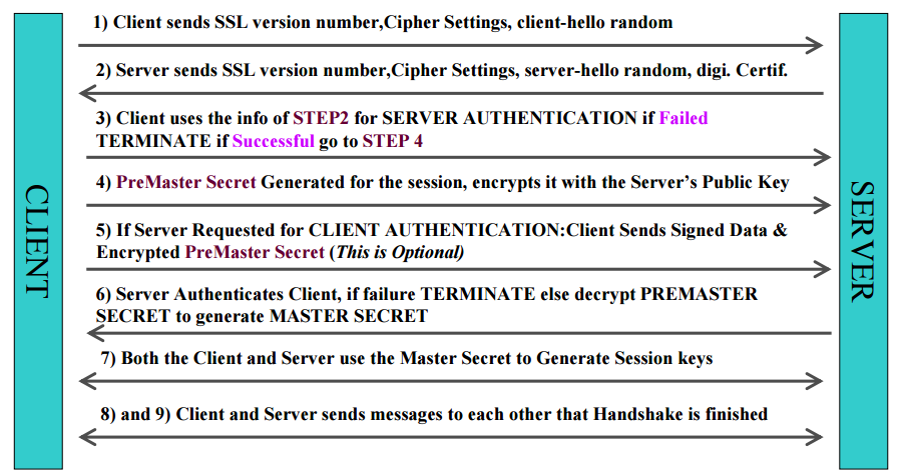 1) Client sends SSL version number,Cipher Settings, client-hello random
2) Server sends SSL version number,Cipher Settings, server-hello random, digi. Certif.
3) Client uses the info of STEP2 for SERVER AUTHENTICATION if Failed
TERMINATE if Successful go to STEP 4
CLIENT
4) PreMaster Secret Generated for the session, encrypts it with the Server's Public Key
SERVER
5) If Server Requested for CLIENT AUTHENTICATION:Client Sends Signed Data &
Encrypted PreMaster Secret (This is Optional)
6) Server Authenticates Client, if failure TERMINATE else decrypt PREMASTER
SECRET to generate MASTER SECRET
7) Both the Client and Server use the Master Secret to Generate Session keys
8) and 9) Client and Server sends messages to each other that Handshake is finished